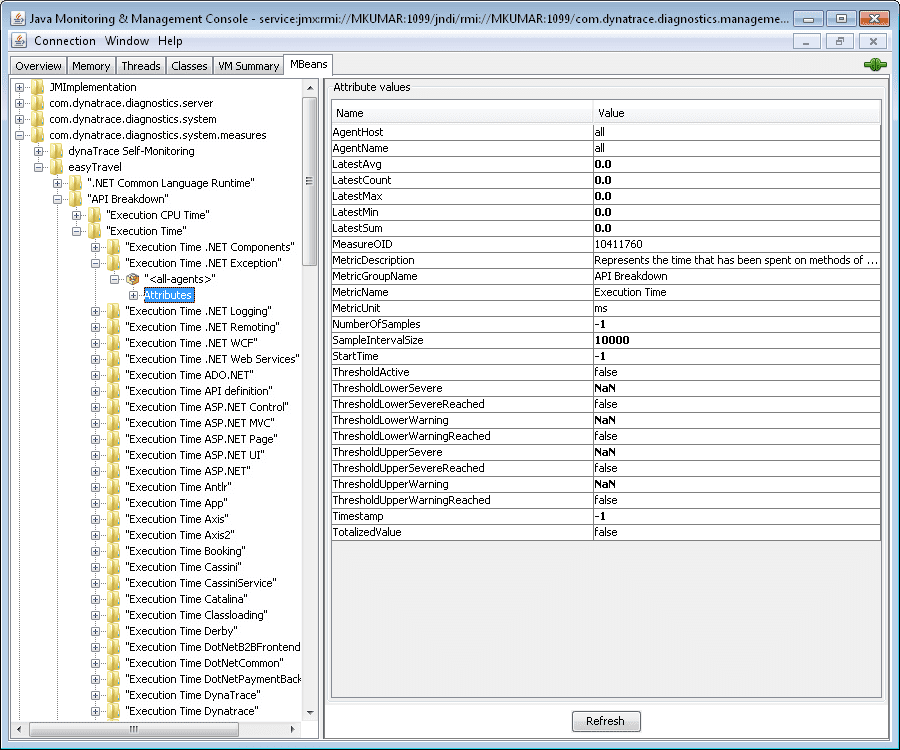 Java Monitoring & Management Console - service:jmx:rmi://MKUMAR:1099/jndi/rmi://MKUMAR:1099/com.dynatrace.diagnostics.manageme...
Connection Window Help
Overview Memory Threads Classes VM Summary MBeans
JMImplementation
com.dynatrace.diagnostics.server
com.dynatrace.diagnostics.system
com.dynatrace.diagnostics.system.measures
dynaTrace Self-Monitoring
easyTravel
".NET Common Language Runtime"
"API Breakdown"
"Execution CPU Time"
"Execution Time"
"Execution Time .NET Components"
"Execution Time .NET Exception"
"<all-agents>"
Attributes
"Execution Time .NET Logging"
"Execution Time .NET Remoting"
"Execution Time .NET WCF"
"Execution Time .NET Web Services"
"Execution Time ADO.NET"
"Execution Time API definition"
"Execution Time ASP.NET Control"
"Execution Time ASP.NET MVC"
"Execution Time ASP.NET Page"
"Execution Time ASP.NET UI"
"Execution Time ASP.NET"
"Execution Time Antlr"
"Execution Time App"
"Execution Time Axis"
"Execution Time Axis2"
"Execution Time Booking"
"Execution Time Cassini"
"Execution Time CassiniService"
"Execution Time Catalina"
"Execution Time Classloading"
"Execution Time Derby"
"Execution Time DotNetB2BFrontend
"Execution Time DotNetCommon"
"Execution Time DotNetPaymentBack
"Execution Time DynaTrace"
"Execution Time Dynatrace"
Attribute values
Name Value
AgentHost all
AgentName all
LatestAvg 0.0
LatestCount 0.0
LatestMax 0.0
LatestMin 0.0
LatestSum 0.0
MeasureOID 10411760
MetricDescription Represents the time that has been spent on methods of ...
MetricGroupName API Breakdown
MetricName Execution Time
MetricUnit ms
NumberOfSamples -1
SampleIntervalSize 10000
StartTime -1
ThresholdActive false
ThresholdLowerSevere NaN
ThresholdLowerSevereReached false
ThresholdLowerWarning NaN
ThresholdLowerWarningReached false
ThresholdUpperSevere NaN
ThresholdUpperSevereReached false
ThresholdUpperWarning NaN
ThresholdUpperWarningReached false
Timestamp -1
TotalizedValue false
Refresh